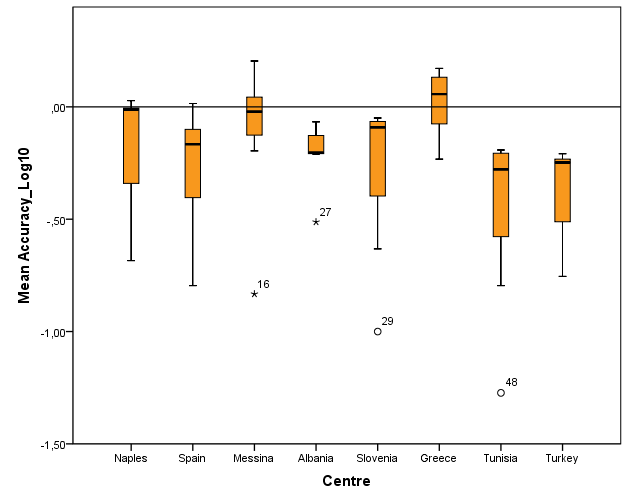 Mean Accuracy_Log10
,00
-,50
-1,00
-1,50
16
27
29
48
Naples Spain Messina Albania Slovenia Greece Tunisia Turkey
Centre